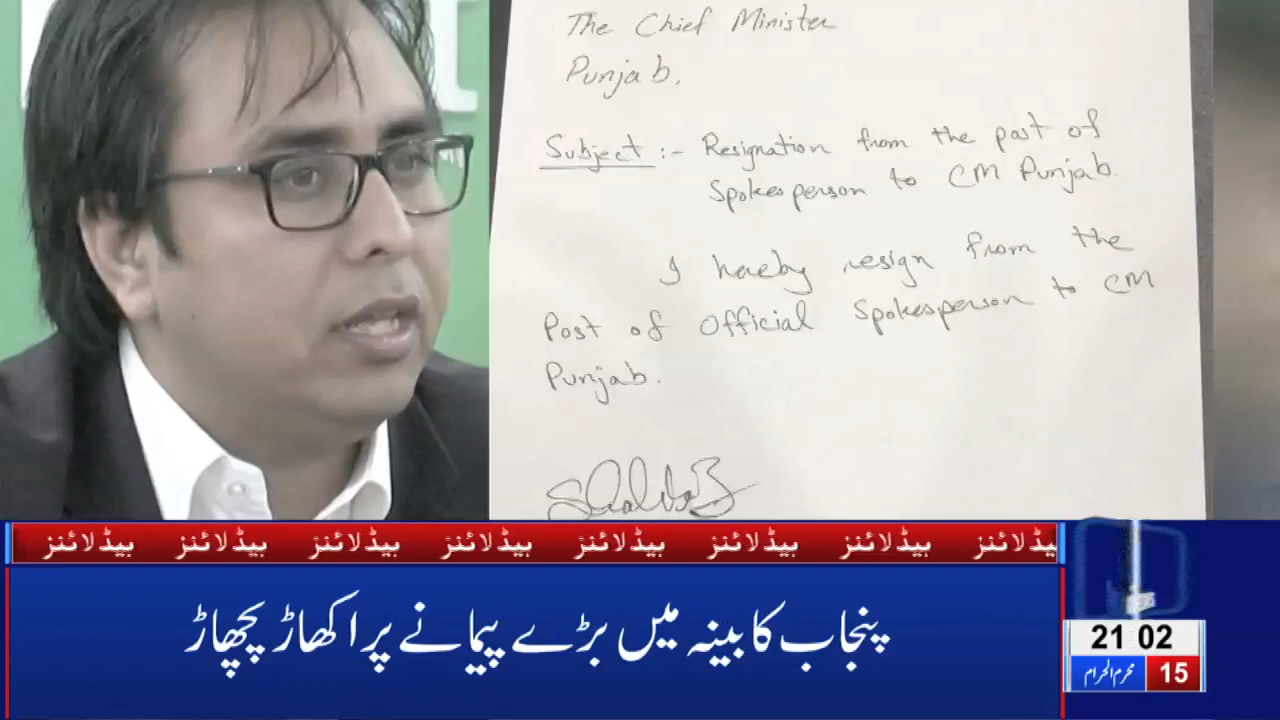 The Chief Minister
Punjab.
Subject :- Resignation from the post of
Spokesperson to CM Punjab.
I hereby resign from the
Post of Official Spokesperson to CM
Punjab.
ہیڈلائنز ہیڈلائنز ہیڈلائنز ہیڈلائنز ہیڈلائنز ہیڈلائنز ہیڈلائنز ہیڈلائنز
پنجاب کابینہ میں بڑے پیمانے پر اکھاڑ پچھاڑ
21 02
15 محرم الحرام